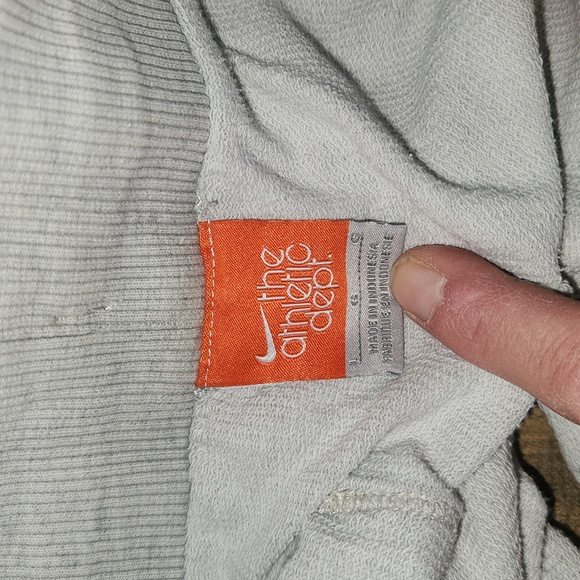 the
athletic
dept.
L G G
MADE IN INDONESIA
FABRIQUE EN INDONESIE